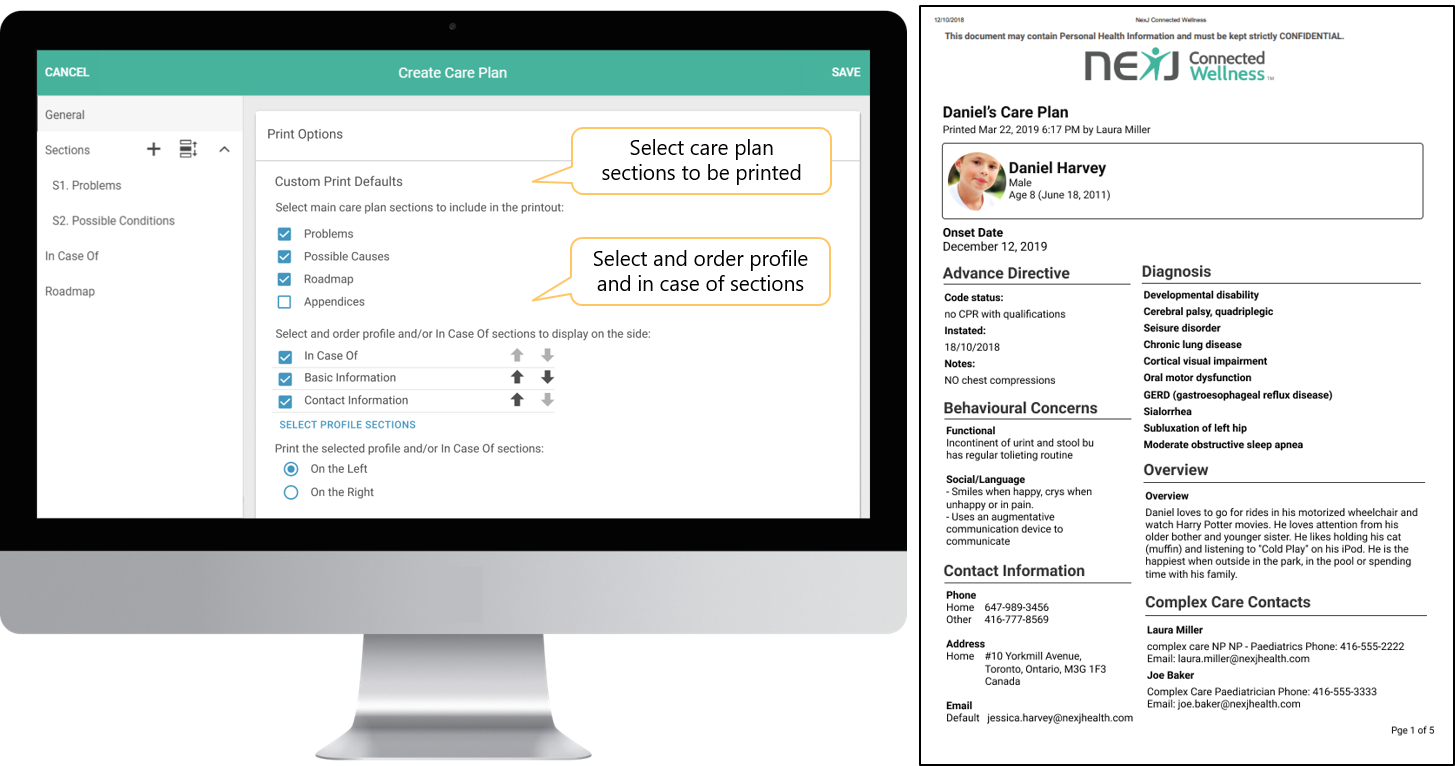 CANCEL
Create Care Plan
SAVE
General
Sections
S1. Problems
S2. Possible Conditions
In Case Of
Roadmap
Print Options
Custom Print Defaults
Select main care plan sections to include in the printout:
Problems
Possible Causes
Roadmap
Appendices
Select and order profile and/or In Case Of sections to display on the side:
In Case Of
Basic Information
Contact Information
SELECT PROFILE SECTIONS
Print the selected profile and/or In Case Of sections:
On the Left
On the Right
Select care plan
sections to be printed
Select and order profile
and in case of sections
12/10/2018
NexJ Connected Wellness
This document may contain Personal Health Information and must be kept strictly CONFIDENTIAL.
nexj Connected
Wellness TM
Daniel's Care Plan
Printed Mar 22, 2019 6:17 PM by Laura Miller
Daniel Harvey
Male
Age 8 (June 18, 2011)
Onset Date
December 12, 2019
Advance Directive
Code status:
no CPR with qualifications
Instated:
18/10/2018
Notes:
NO chest compressions
Behavioural Concerns
Functional
Incontinent of urint and stool bu
has regular tolieting routine
Social/Language
- Smiles when happy, crys when
unhappy or in pain.
- Uses an augmentative
communication device to
communicate
Contact Information
Phone
Home 647-989-3456
Other 416-777-8569
Address
Home #10 Yorkmill Avenue,
Toronto, Ontario, M3G 1F3
Canada
Email
Default jessica.harvey@nexjhealth.com
Diagnosis
Developmental disability
Cerebral palsy, quadriplegic
Seisure disorder
Chronic lung disease
Cortical visual impairment
Oral motor dysfunction
GERD (gastroesophageal reflux disease)
Sialorrhea
Subluxation of left hip
Moderate obstructive sleep apnea
Overview
Overview
Daniel loves to go for rides in his motorized wheelchair and
watch Harry Potter movies. He loves attention from his
older bother and younger sister. He likes holding his cat
(muffin) and listening to "Cold Play" on his iPod. He is the
happiest when outside in the park, in the pool or spending
time with his family.
Complex Care Contacts
Laura Miller
complex care NP NP - Paediatrics Phone: 416-555-2222
Email: laura.miller@nexjhealth.com
Joe Baker
Complex Care Paediatrician Phone: 416-555-3333
Email: joe.baker@nexjhealth.com
Pge 1 of 5